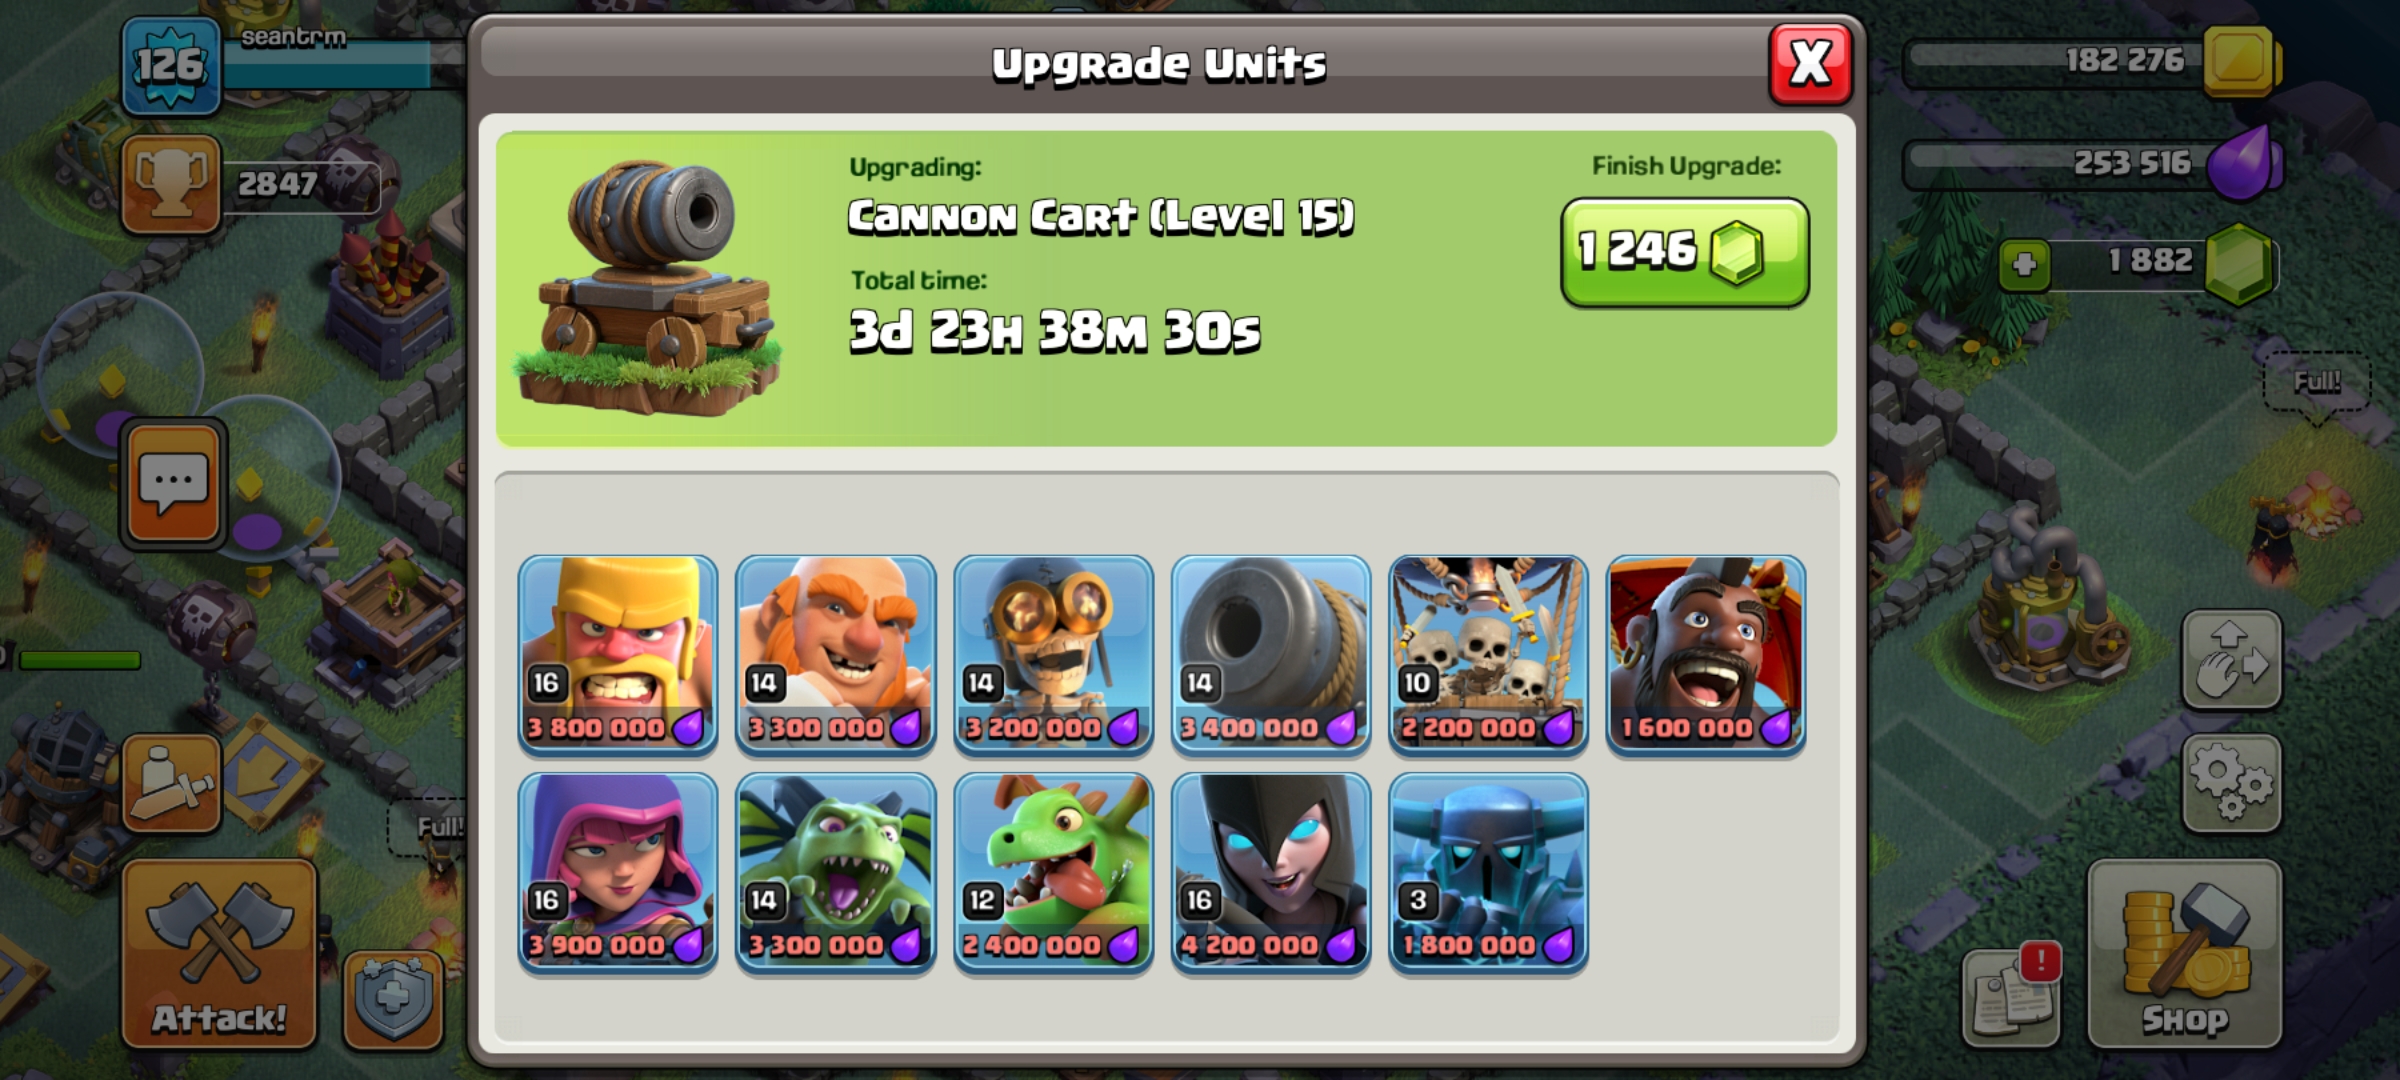 126
seantrm
2847
Upgrade Units
X
182 276
253 516
1 882
Upgrading:
Cannon Cart (Level 15)
Total time:
3d 23H 38M 30s
Finish Upgrade:
1 246
Full!
16
3 800 000
14
3 300 000
14
3 200 000
14
3 400 000
10
2 200 000
1 600 000
16
3 900 000
14
3 300 000
12
2 400 000
16
4 200 000
3
1 800 000
Full!
Attack!
!
Shop